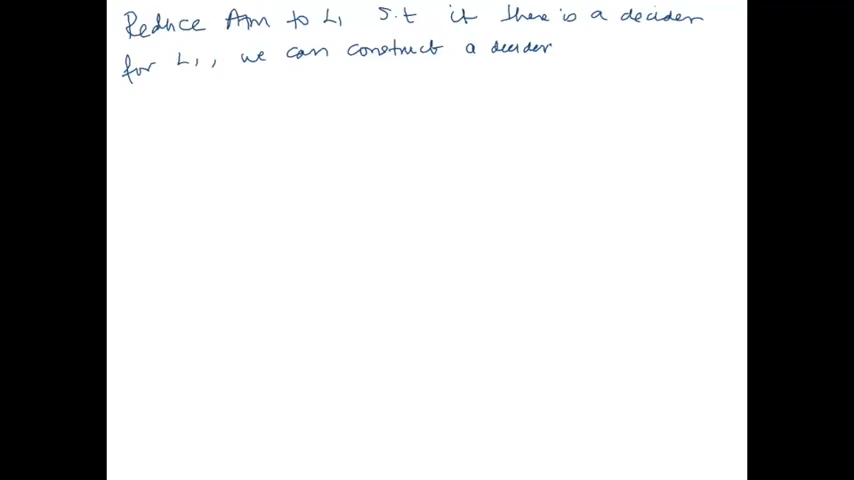 Reduce ATM to L1 s.t if there is a decider
for L1, we can construct a decider